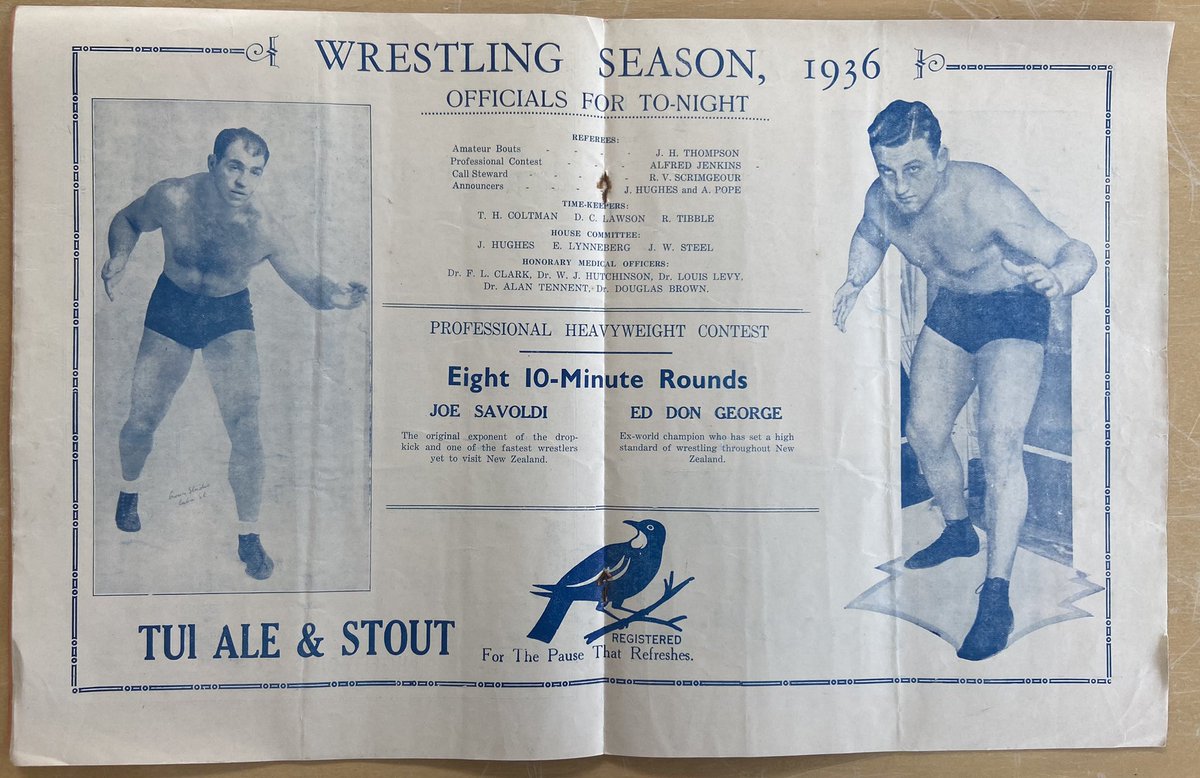 WRESTLING SEASON, 1936
OFFICIALS FOR TO-NIGHT
REFEREES:
Amateur Bouts - - - - J. H. THOMPSON
Professional Contest - - - - ALFRED JENKINS -
Call Steward - - - - R. V. SCRIMGEOUR
Announcers - - - - J. HUGHES and A. POPE
TIME-KEEPERS:
T. H. COLTMAN D. C. LAWSON R. TIBBLE
HOUSE COMMITTEE:
J. HUGHES E. LYNNEBERG J. W. STEEL
HONORARY MEDICAL OFFICERS:
Dr. F. L. CLARK, Dr. W. J. HUTCHINSON, Dr. LOUIS LEVY,
Dr. ALAN TENNENT, Dr. DOUGLAS BROWN.
PROFESSIONAL HEAVYWEIGHT CONTEST
Eight 10-Minute Rounds
JOE SAVOLDI
The original exponent of the drop-
kick and one of the fastest wrestlers
yet to visit New Zealand.
ED DON GEORGE
Ex-world champion who has set a high
standard of wrestling throughout New
Zealand.
TUI ALE & STOUT
REGISTERED
For The Pause That Refreshes.